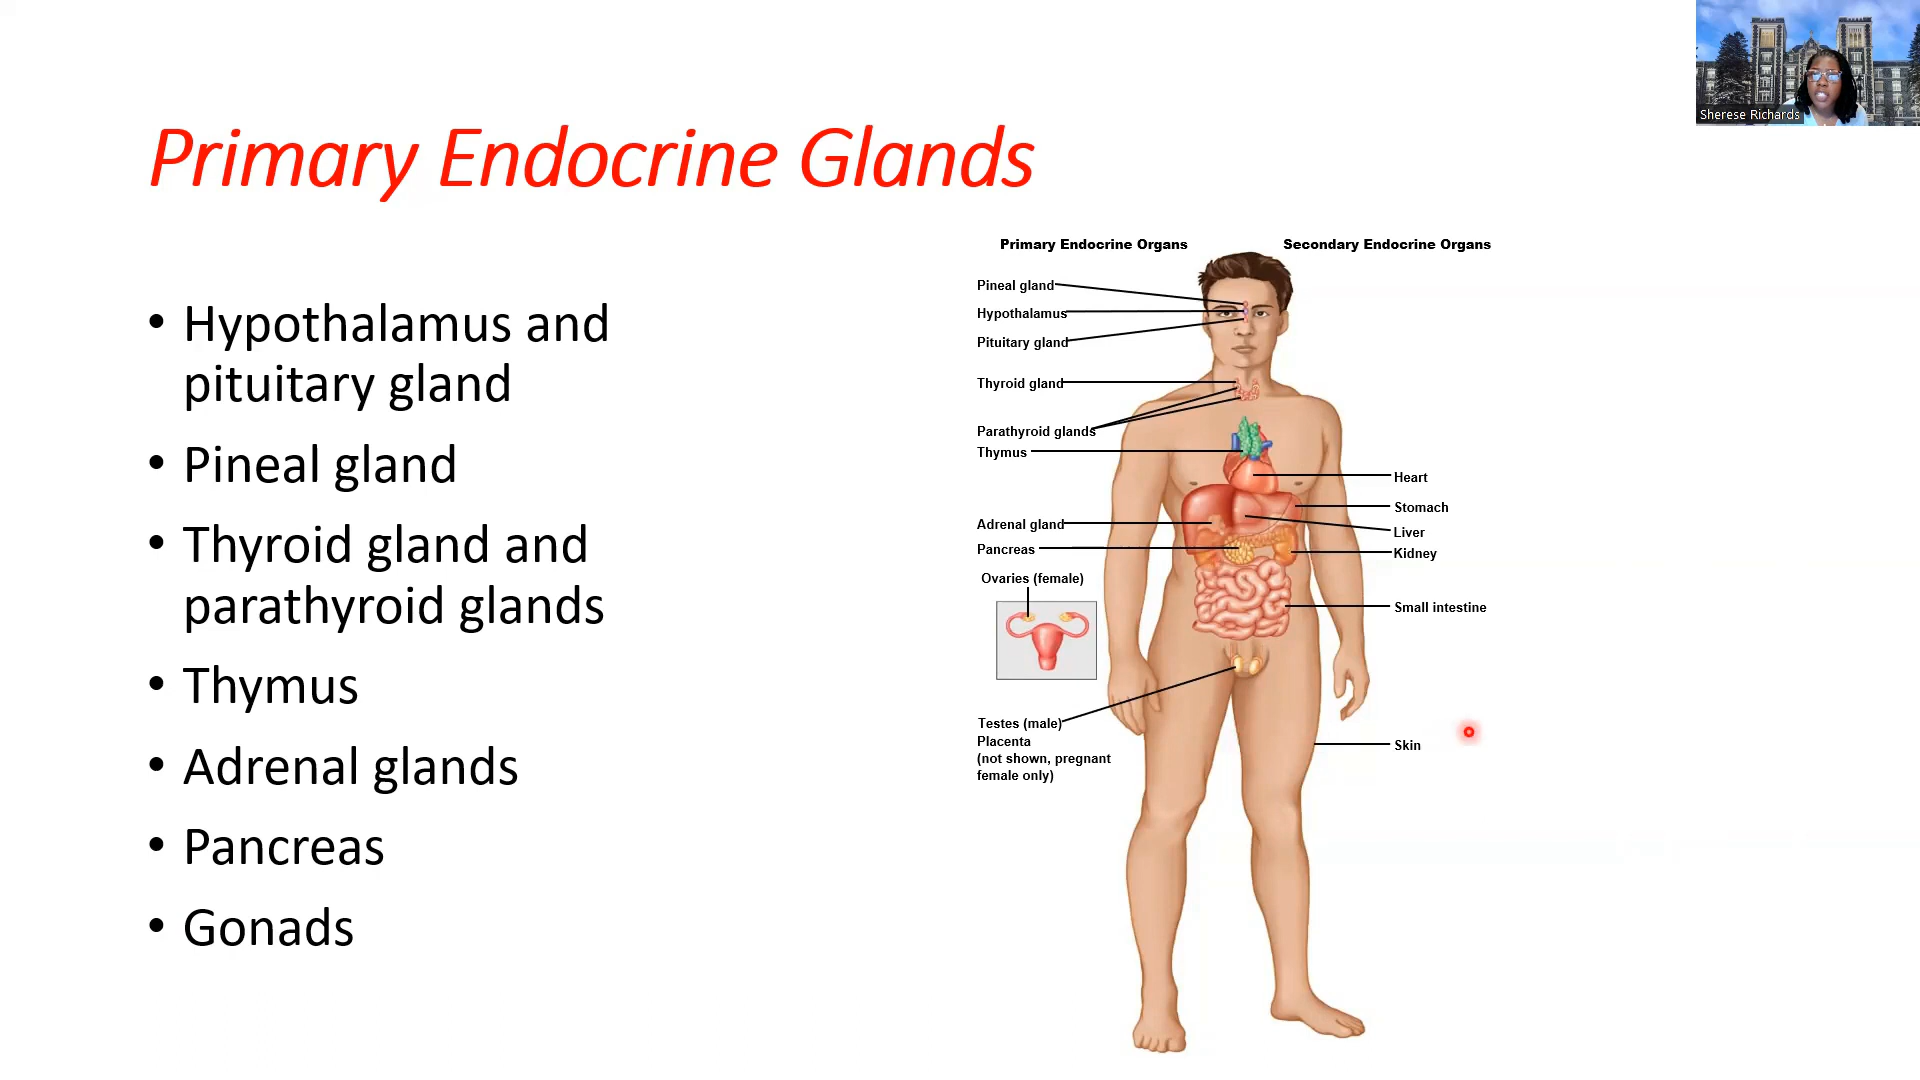 Sherese Richards
Primary Endocrine Glands
• Hypothalamus and
pituitary gland
• Pineal gland
• Thyroid gland and
parathyroid glands
• Thymus
• Adrenal glands
• Pancreas
• Gonads
Primary Endocrine Organs
Pineal gland
Hypothalamus
Pituitary gland
Thyroid gland
Parathyroid glands
Thymus
Adrenal gland
Pancreas
Ovaries (female)
Testes (male)
Placenta
(not shown, pregnant
female only)
Secondary Endocrine Organs
Heart
Stomach
Liver
Kidney
Small intestine
Skin